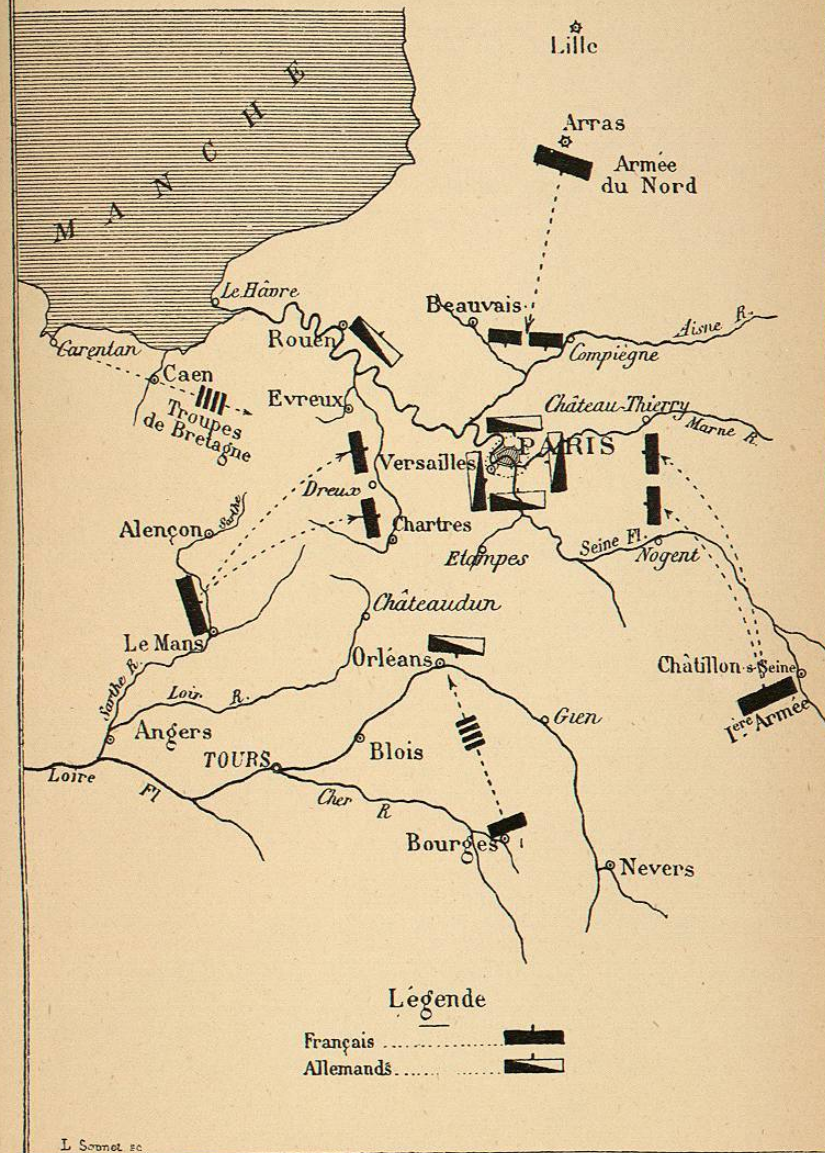 MANCHE
Lille
Arras
Armée
du Nord
Le Hâvre
Beauvais
Aisne R.
Rouen
Compiègne
Carentan
Caen
Troupes
de Bretagne
Evreux
Château-Thierry
Marne R.
PARIS
Versailles
Dreux
Sarthe
Alençon
Chartres
Seine Fl.
Etampes
Nogent
Châteaudun
Le Mans
Orléans
Châtillon-s-Seine
Ière Armée
Sarthe R.
Loir R.
Gien
Angers
Blois
TOURS
Loire Fl
Cher R
Bourges
Nevers
Légende
Français
Allemands
L Sonnet sc